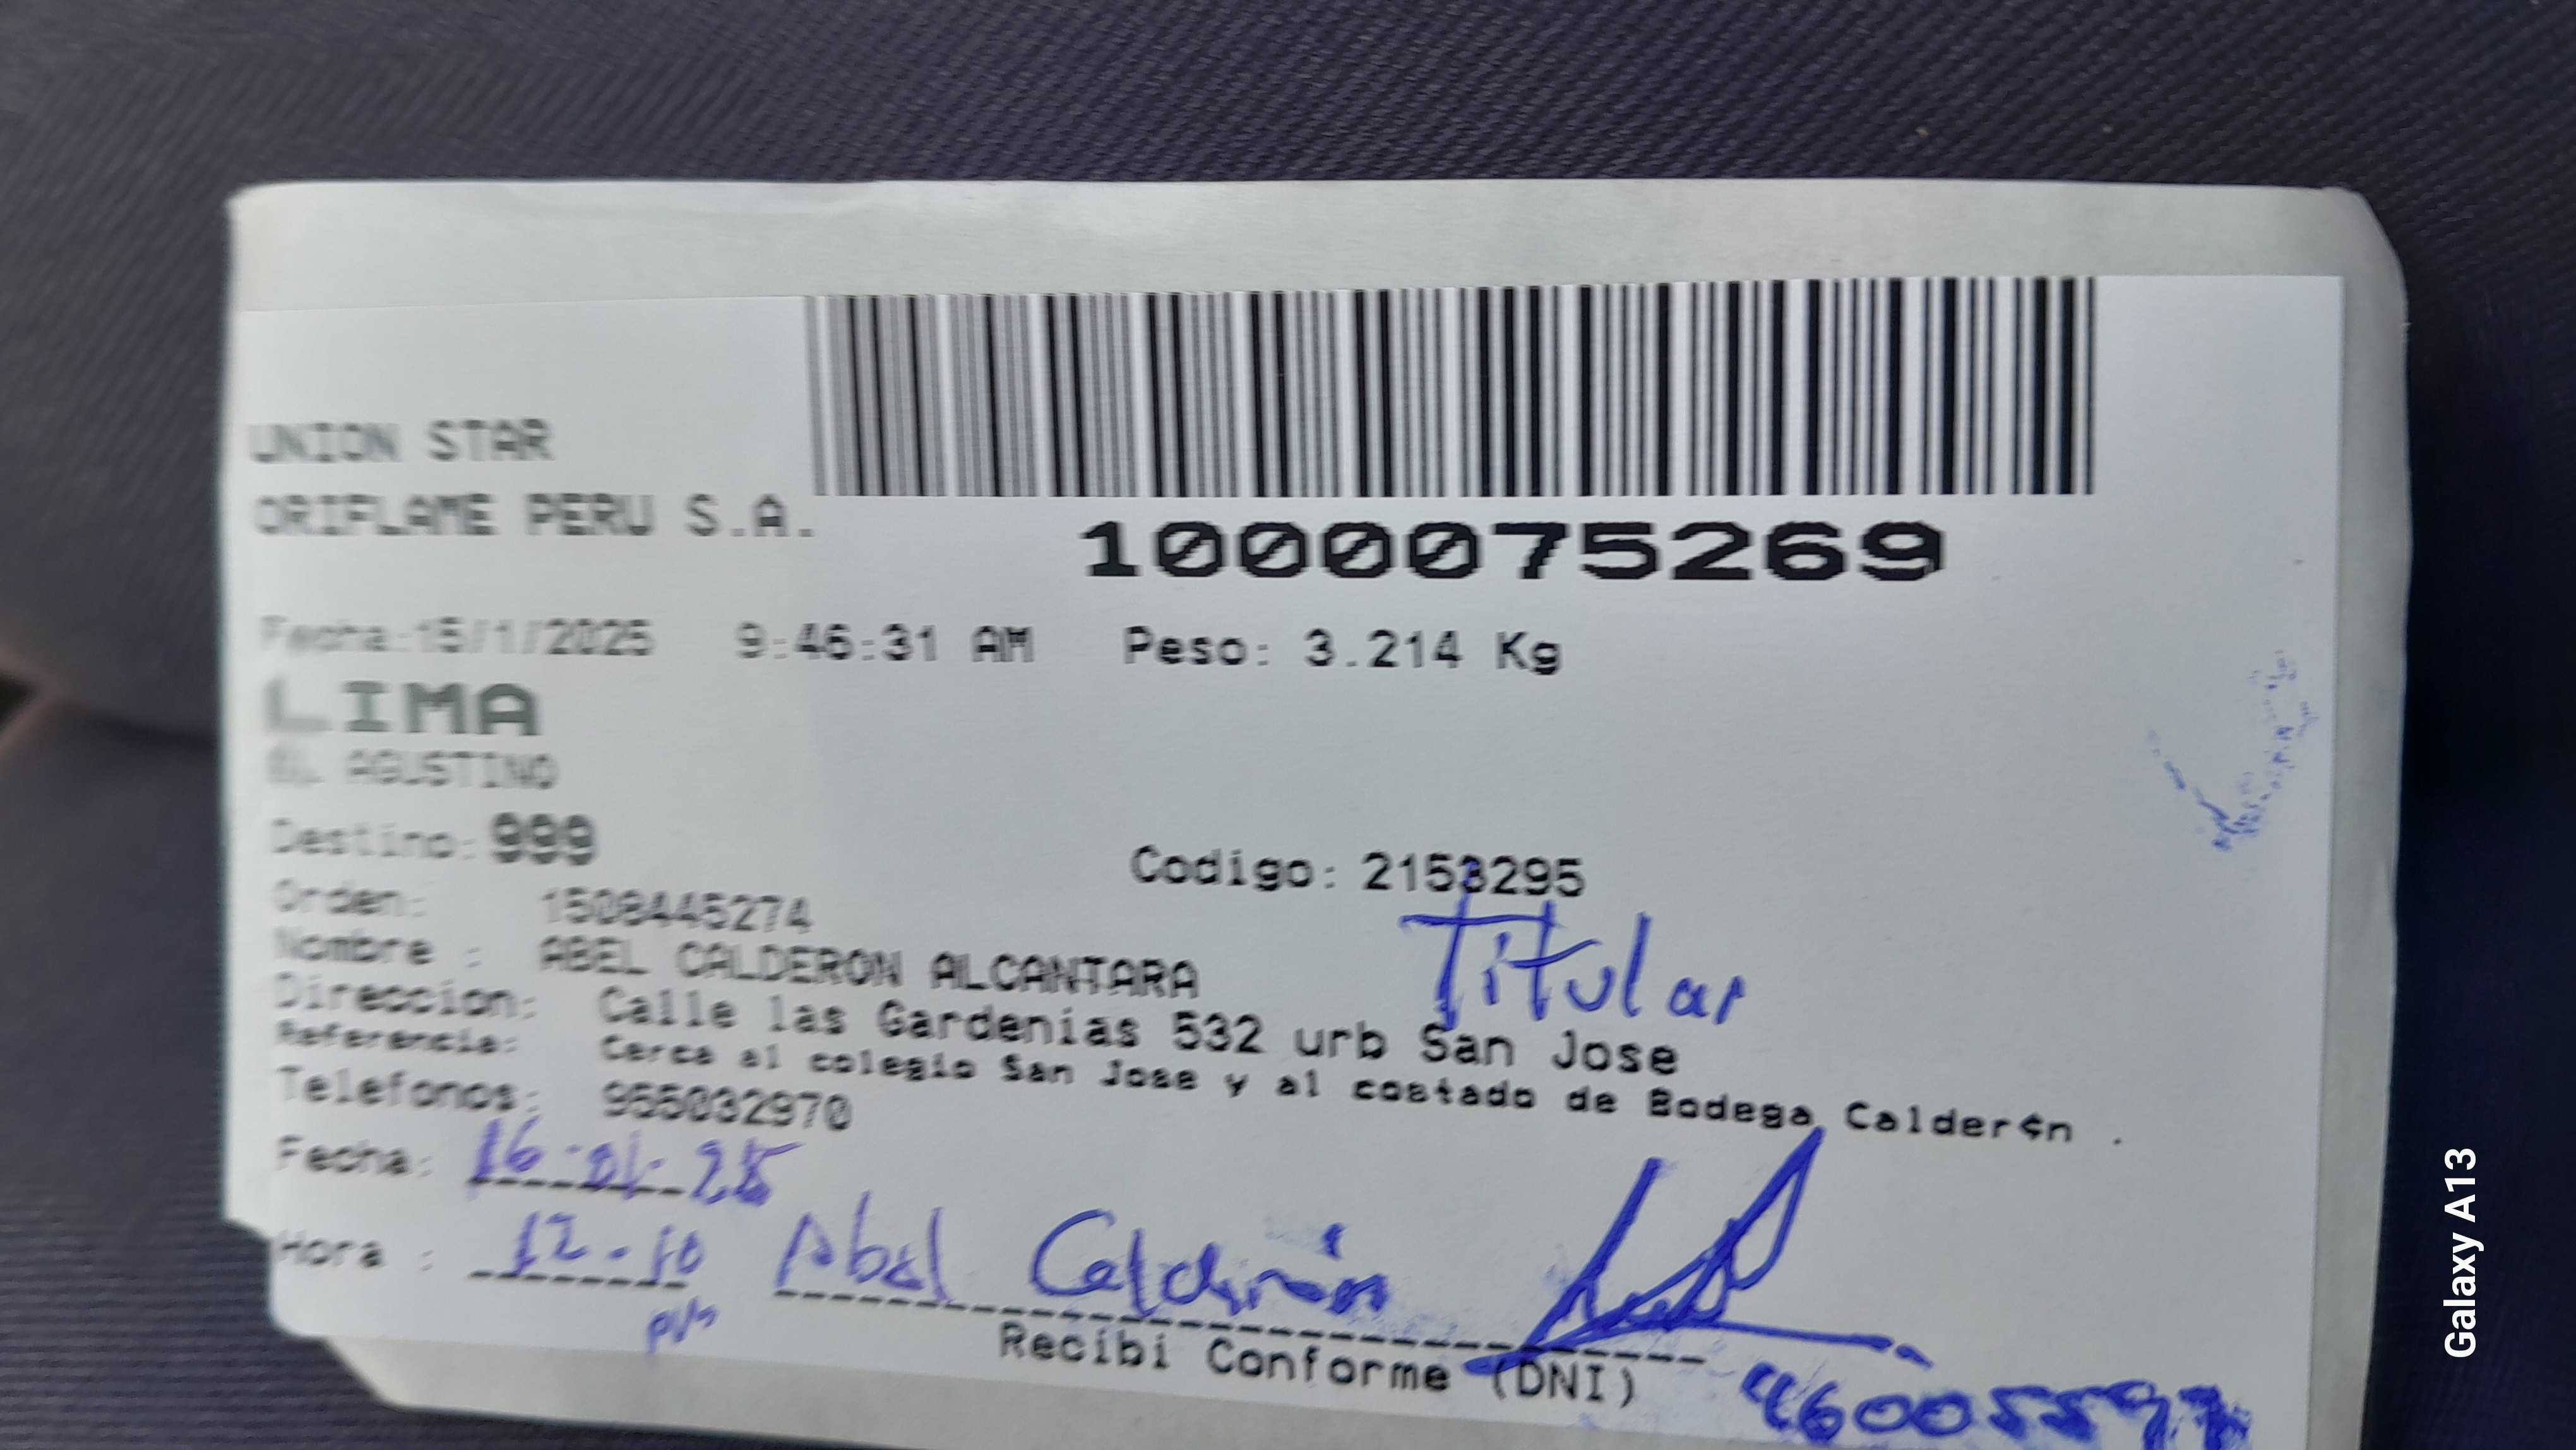 UNION STAR
ORIFLAME PERU S.A.
1000075269
Fecha:15/1/2025 9:46:31 AM Peso: 3.214 Kg
LIMA
EL AGUSTINO
Destino: 999
Codigo: 2153295
Orden: 1508445274
Titular
Nombre : ABEL CALDERON ALCANTARA
Direccion: Calle las Gardenias 532 urb San Jose
Referencia: Cerca al colegio San Jose y al costado de Bodega Calder¢n .
Telefonos: 955032970
Fecha: 16-01-25
Hora : 12-10 Abel Calderón
pm
Recibi Conforme (DNI)
Galaxy A13